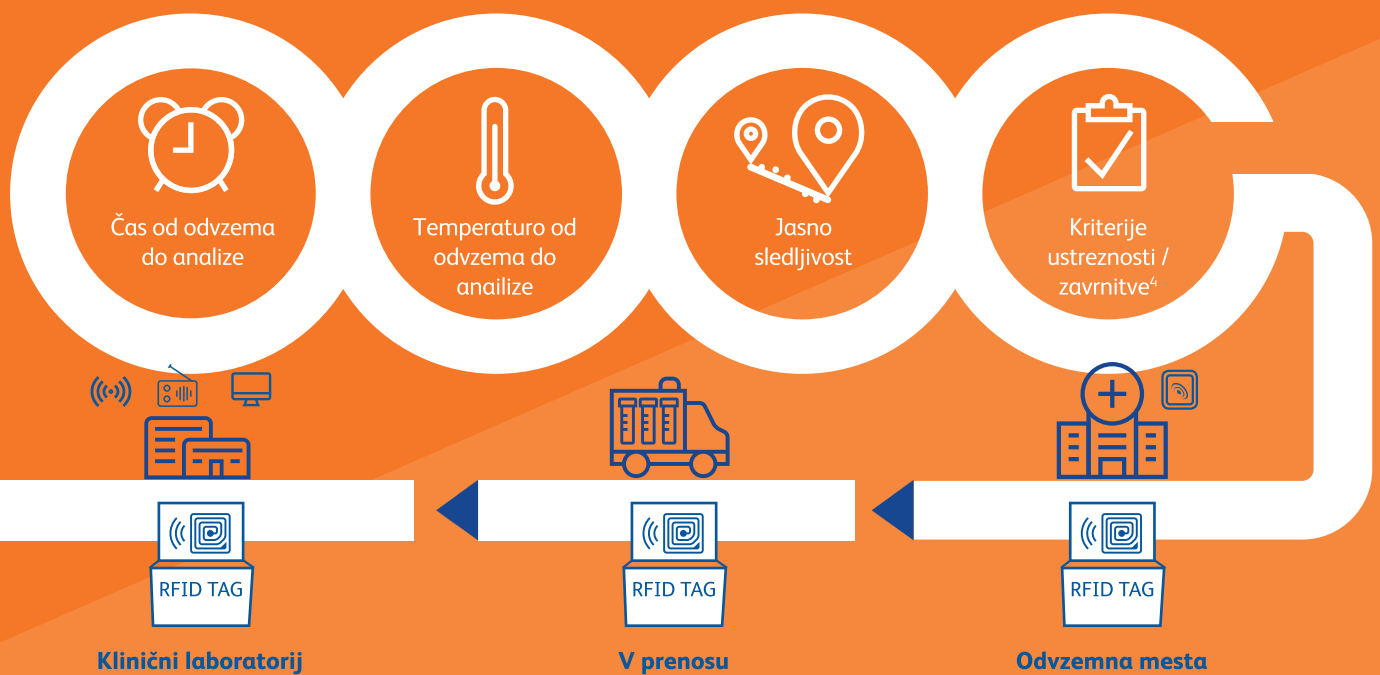 Čas od odvzema
do analize
Temperaturo od
odvzema do
anailize
Jasno
sledljivost
Kriterije
ustreznosti /
zavrnitve⁴
RFID TAG
RFID TAG
RFID TAG
Klinični laboratorij
V prenosu
Odvzemna mesta